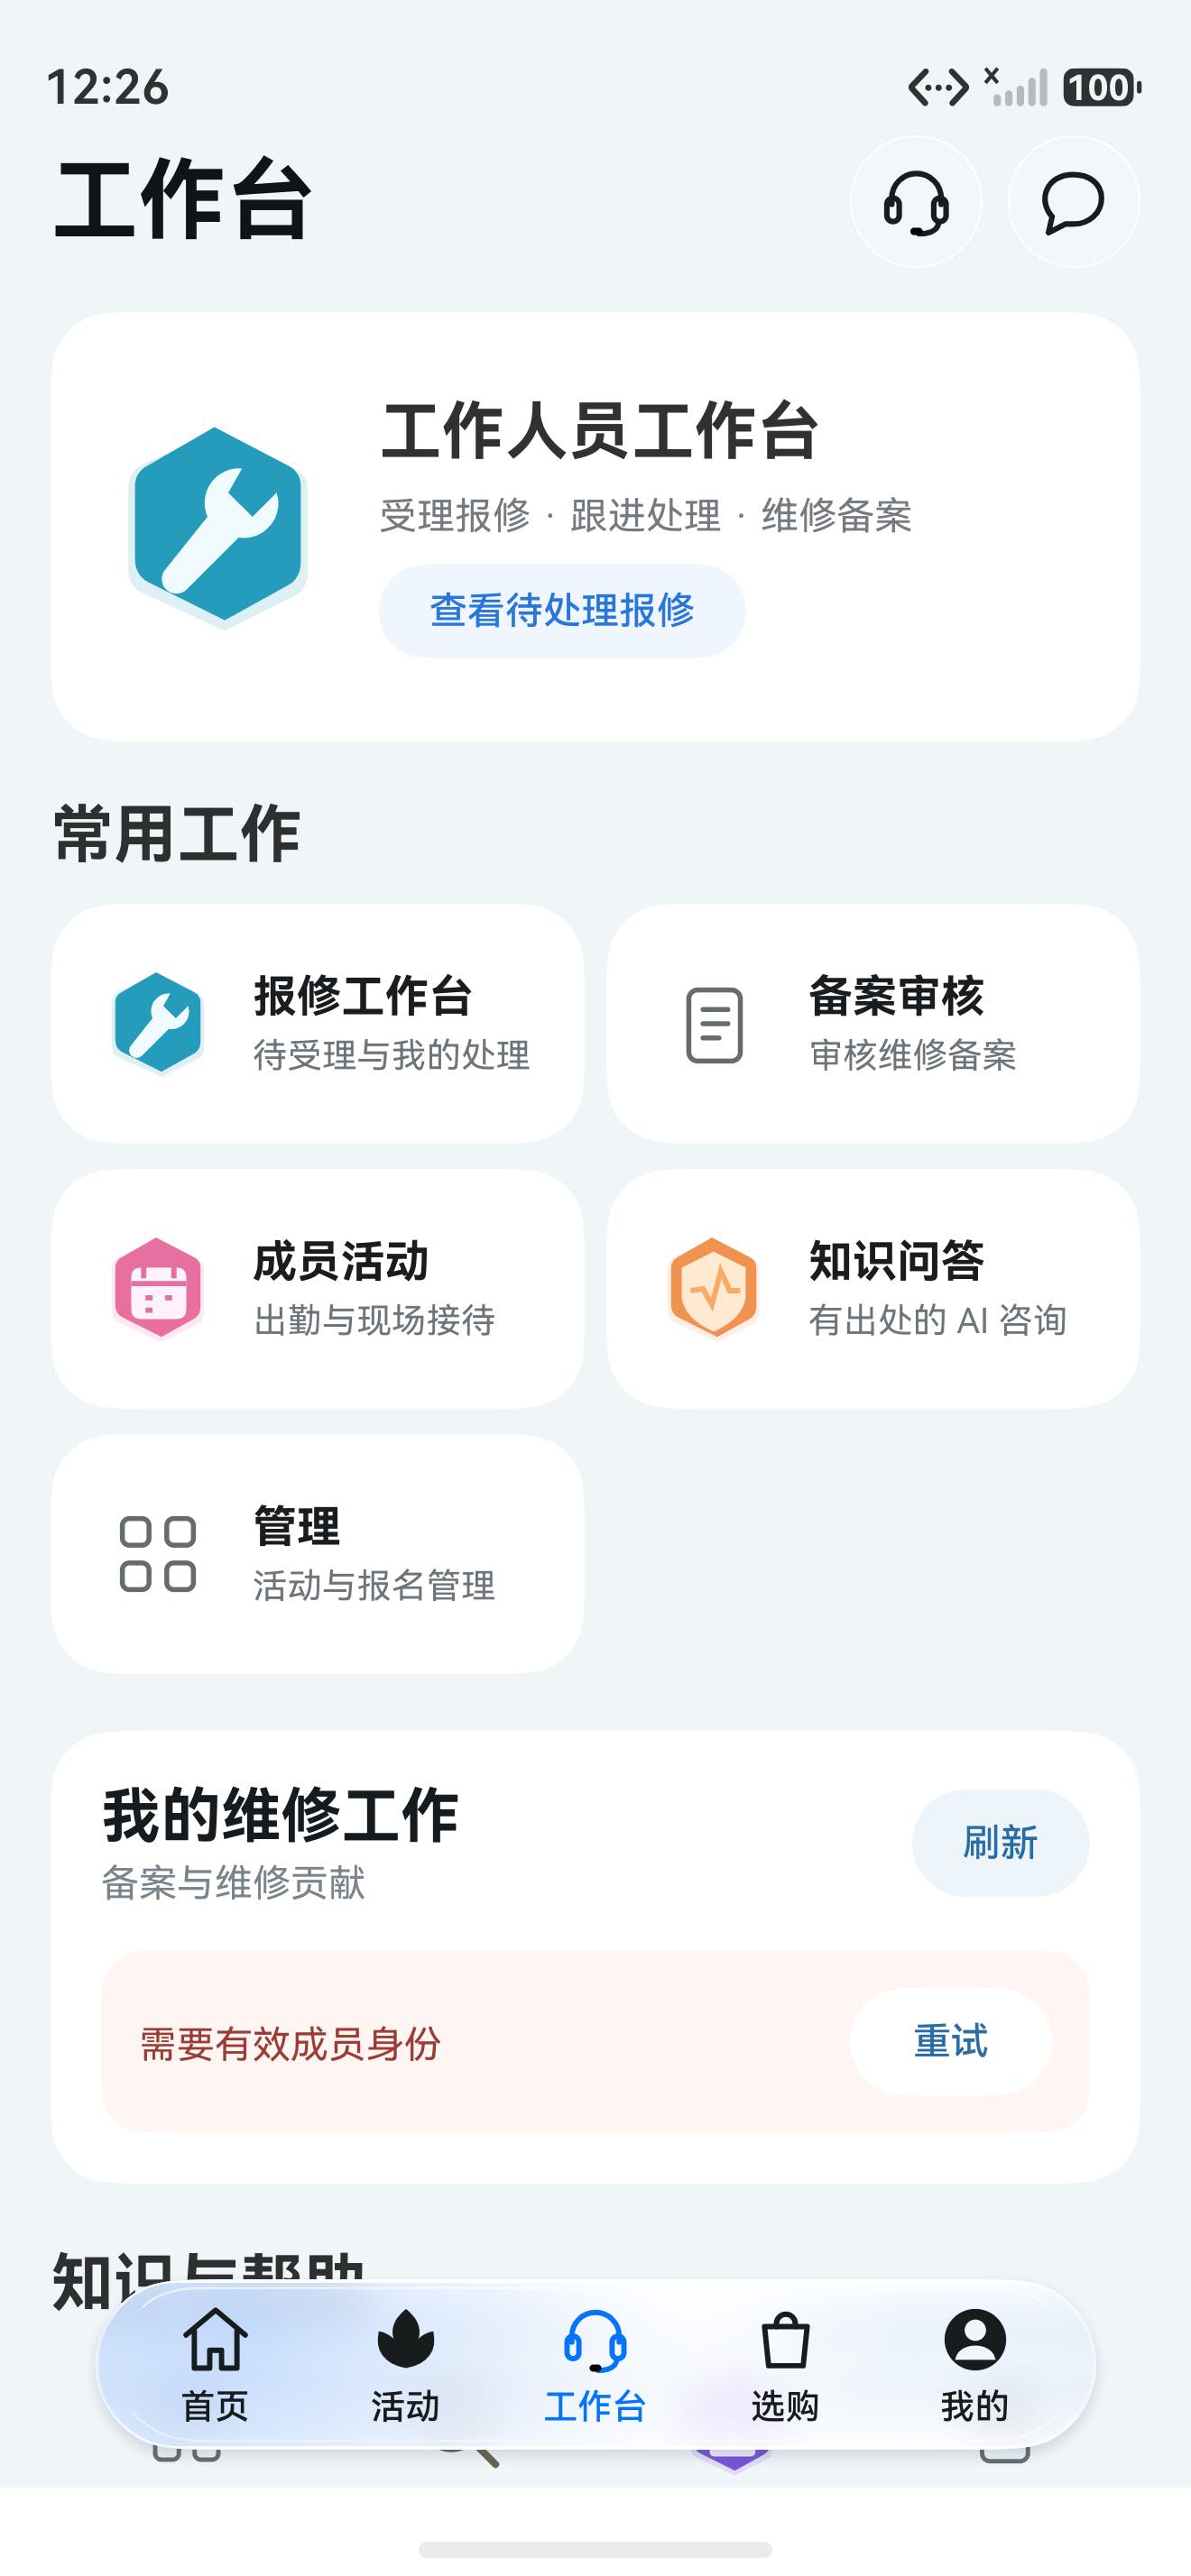 12:26
100
工作台
工作人员工作台
受理报修 · 跟进处理 · 维修备案
查看待处理报修
常用工作
报修工作台
待受理与我的处理
备案审核
审核维修备案
成员活动
出勤与现场接待
知识问答
有出处的 AI 咨询
管理
活动与报名管理
我的维修工作
备案与维修贡献
刷新
需要有效成员身份
重试
知识与帮助
首页
活动
工作台
选购
我的